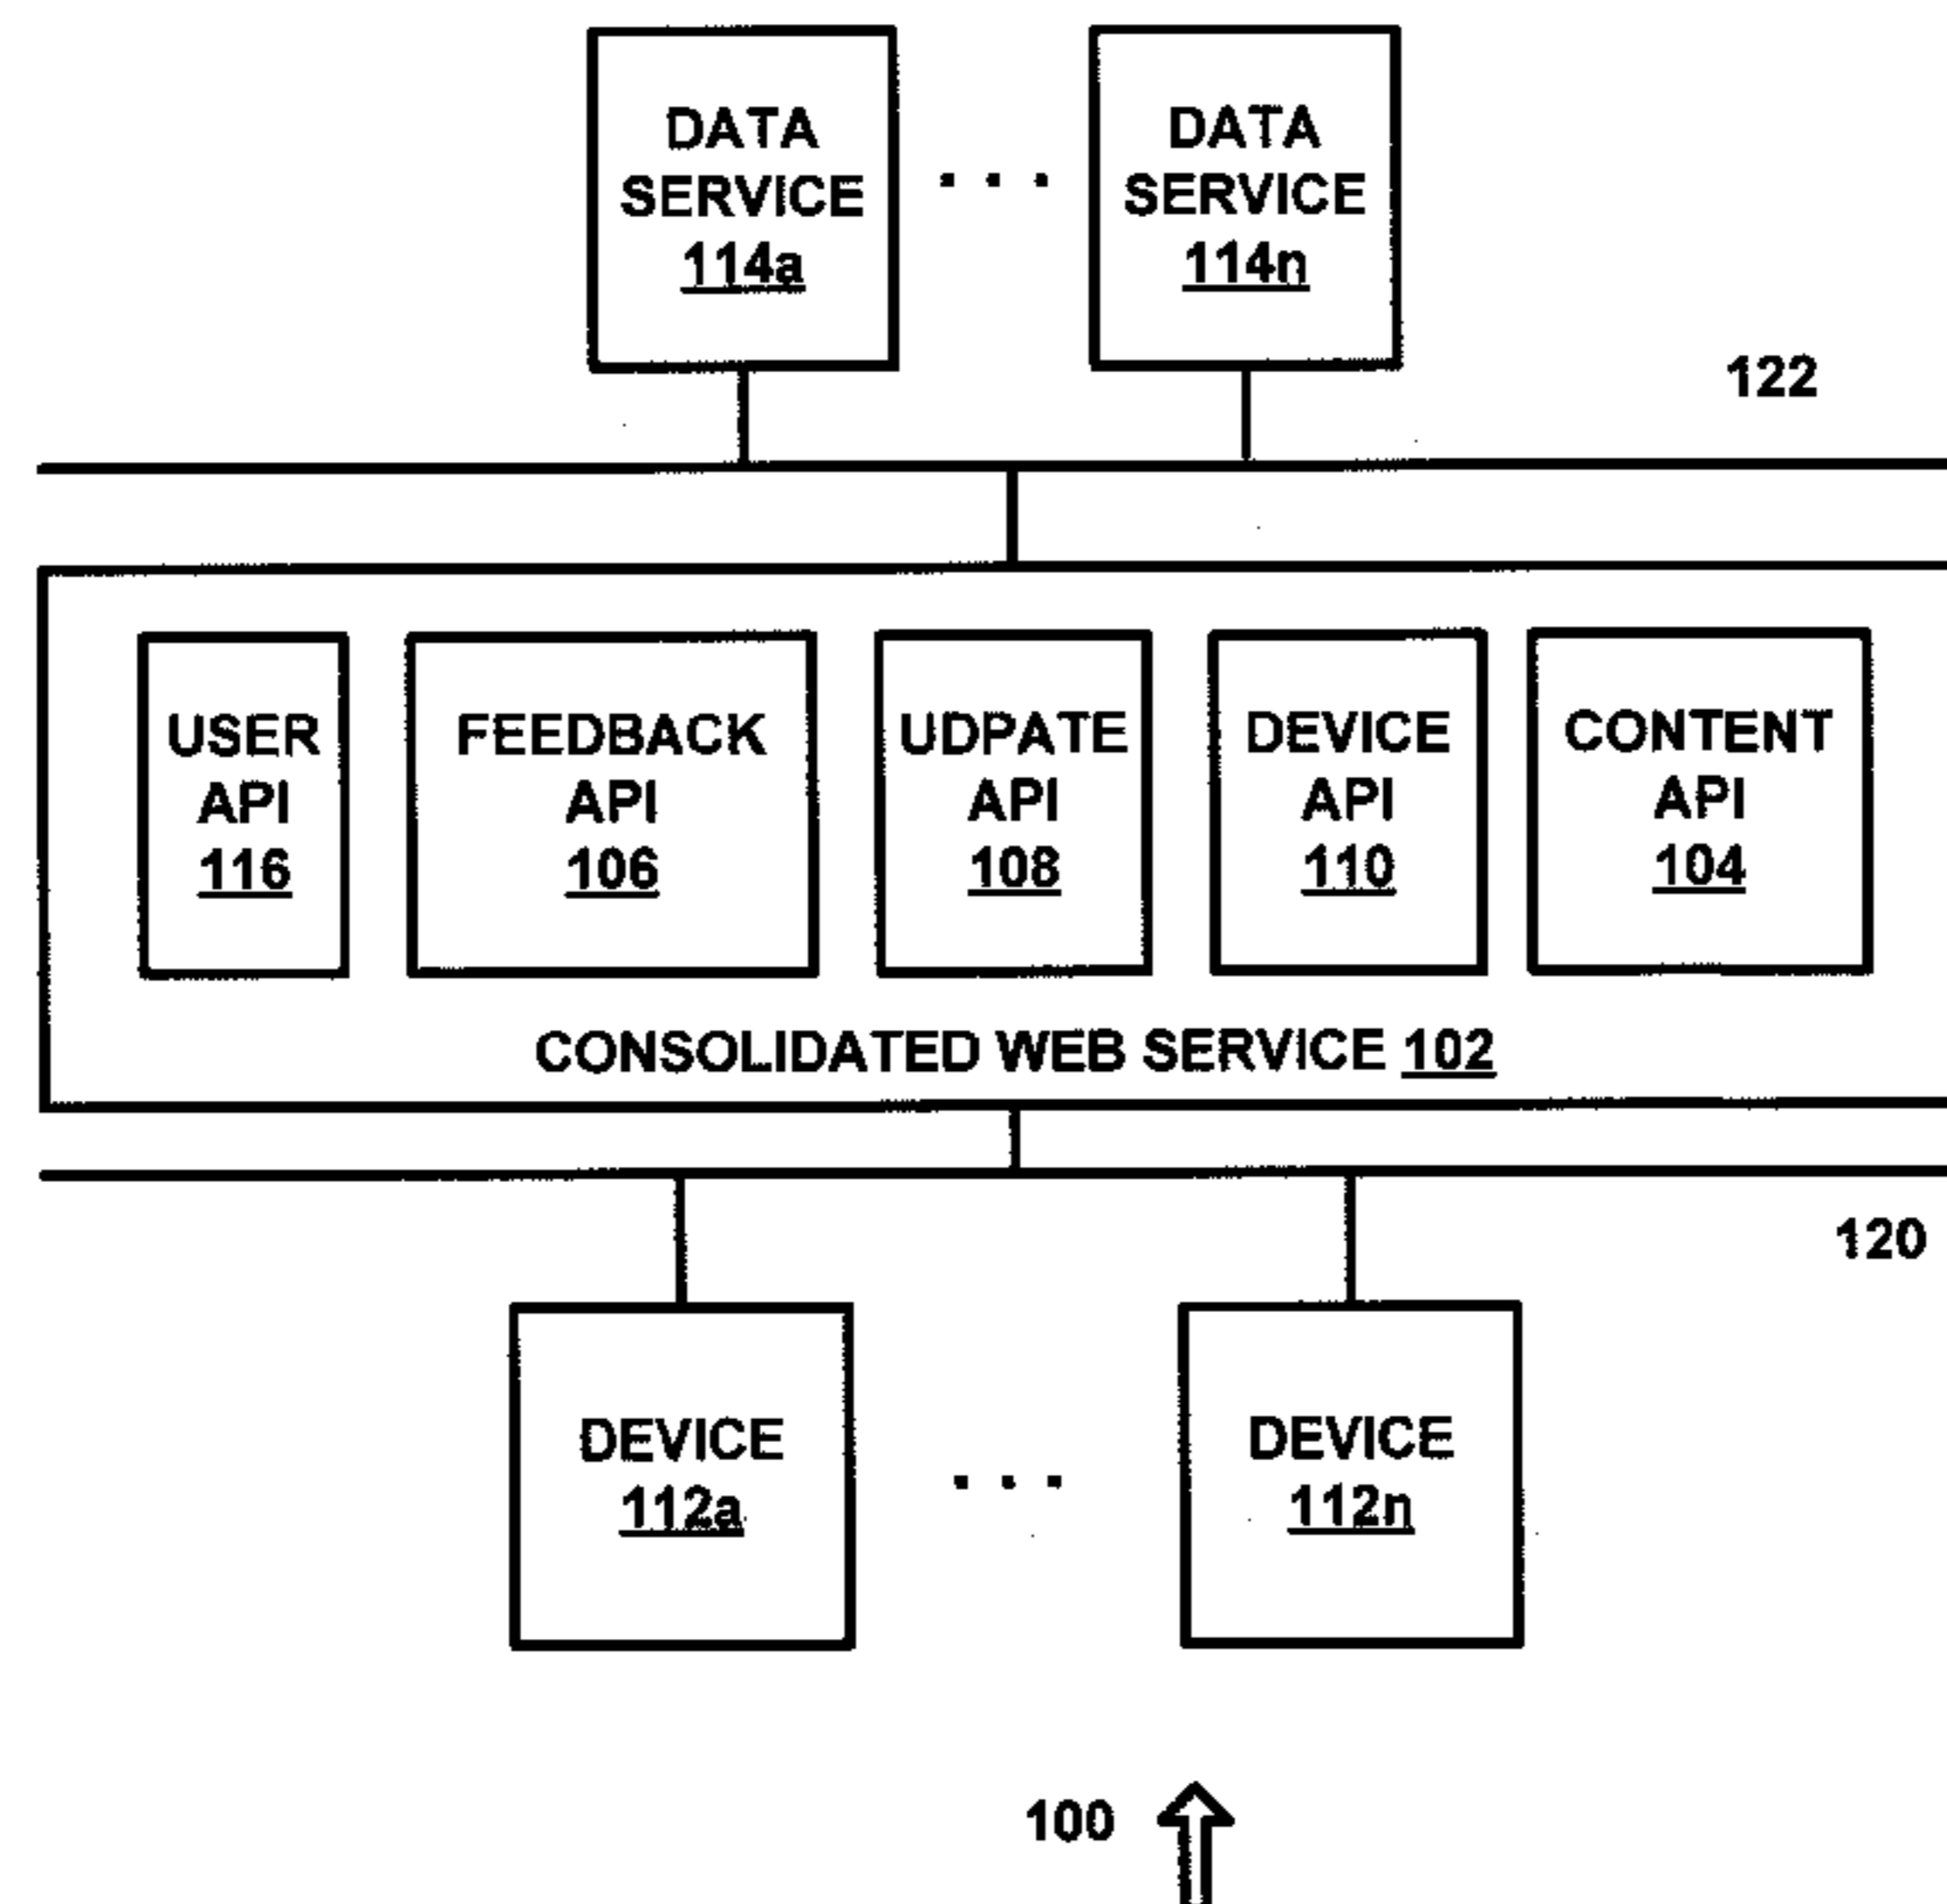 DATA
SERVICE
114a
. . .
DATA
SERVICE
114n
122
USER
API
116
FEEDBACK
API
106
UDPATE
API
108
DEVICE
API
110
CONTENT
API
104
CONSOLIDATED WEB SERVICE 102
120
DEVICE
112a
. . .
DEVICE
112n
100